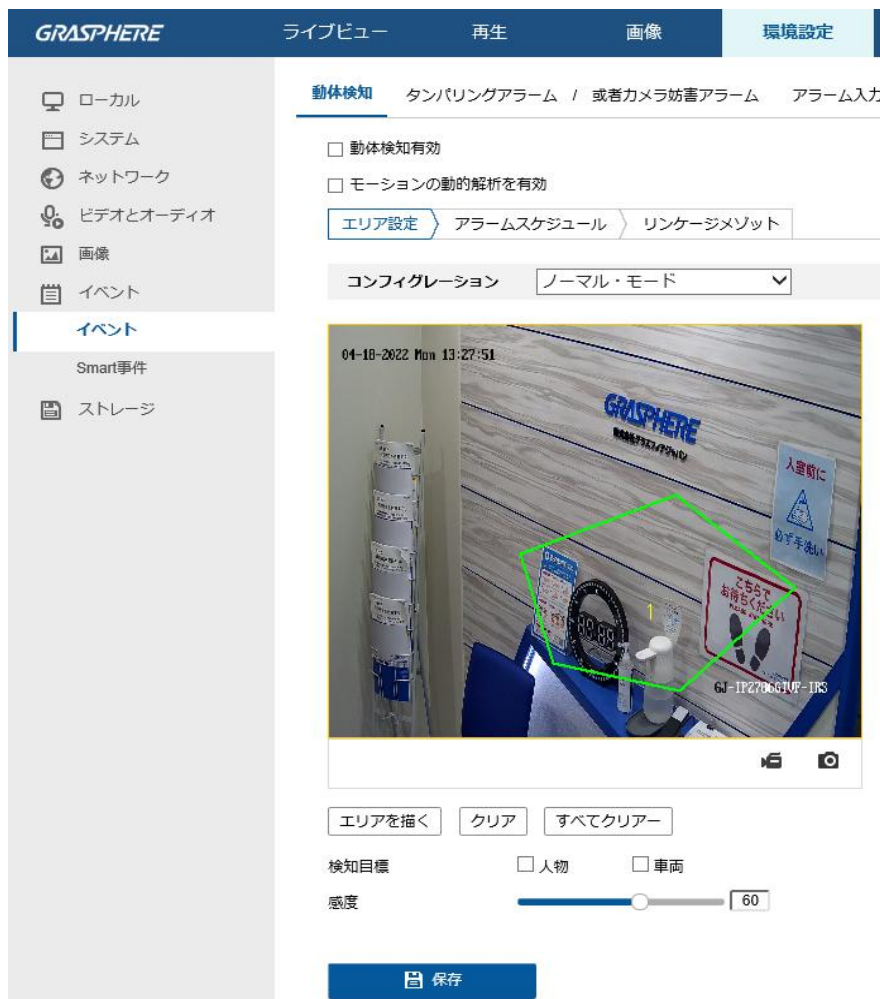 GRASPHERE
ライブビュー 再生 画像 環境設定
ローカル
システム
ネットワーク
ビデオとオーディオ
画像
イベント
イベント
Smart事件
ストレージ
動体検知 タンパリングアラーム / 或者カメラ妨害アラーム アラーム入力
動体検知有効
モーションの動的解析を有効
エリア設定 アラームスケジュール リンケージメゾット
コンフィグレーション ノーマル・モード
04-18-2022 Mon 13:27:51
GRASPHERE
入室前に
必ず手洗い
こちらで
お待ちください
1
GJ-IP2786GIVF-IRS
エリアを描く クリア すべてクリアー
検知目標 人物 車両
感度 60
保存